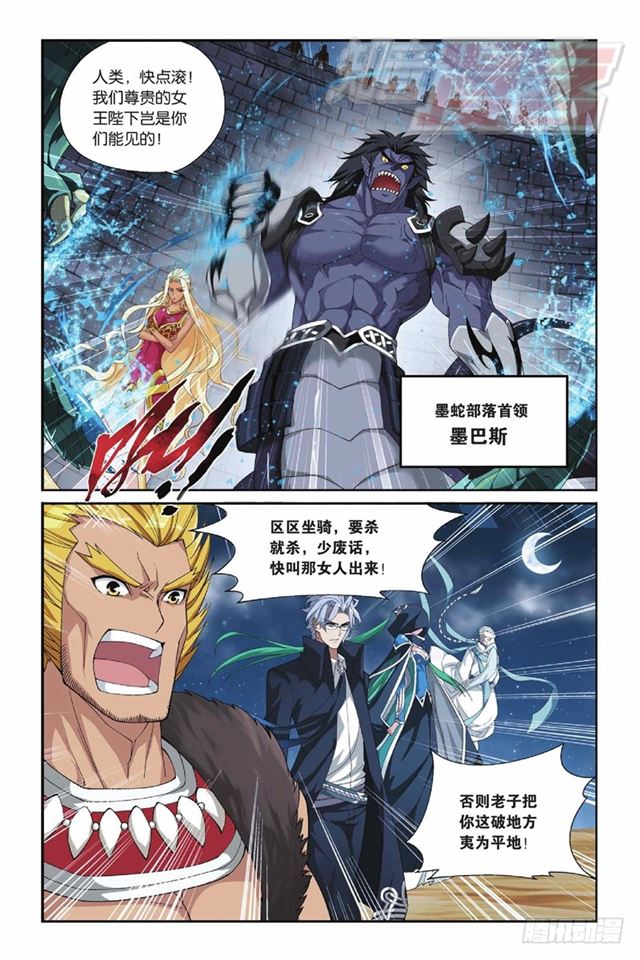 人类，快点滚！
我们尊贵的女
王陛下岂是你
们能见的！
墨蛇部落首领
墨巴斯
吼！
区区坐骑，要杀
就杀，少废话，
快叫那女人出来！
否则老子把
你这破地方
夷为平地！
腾讯动漫